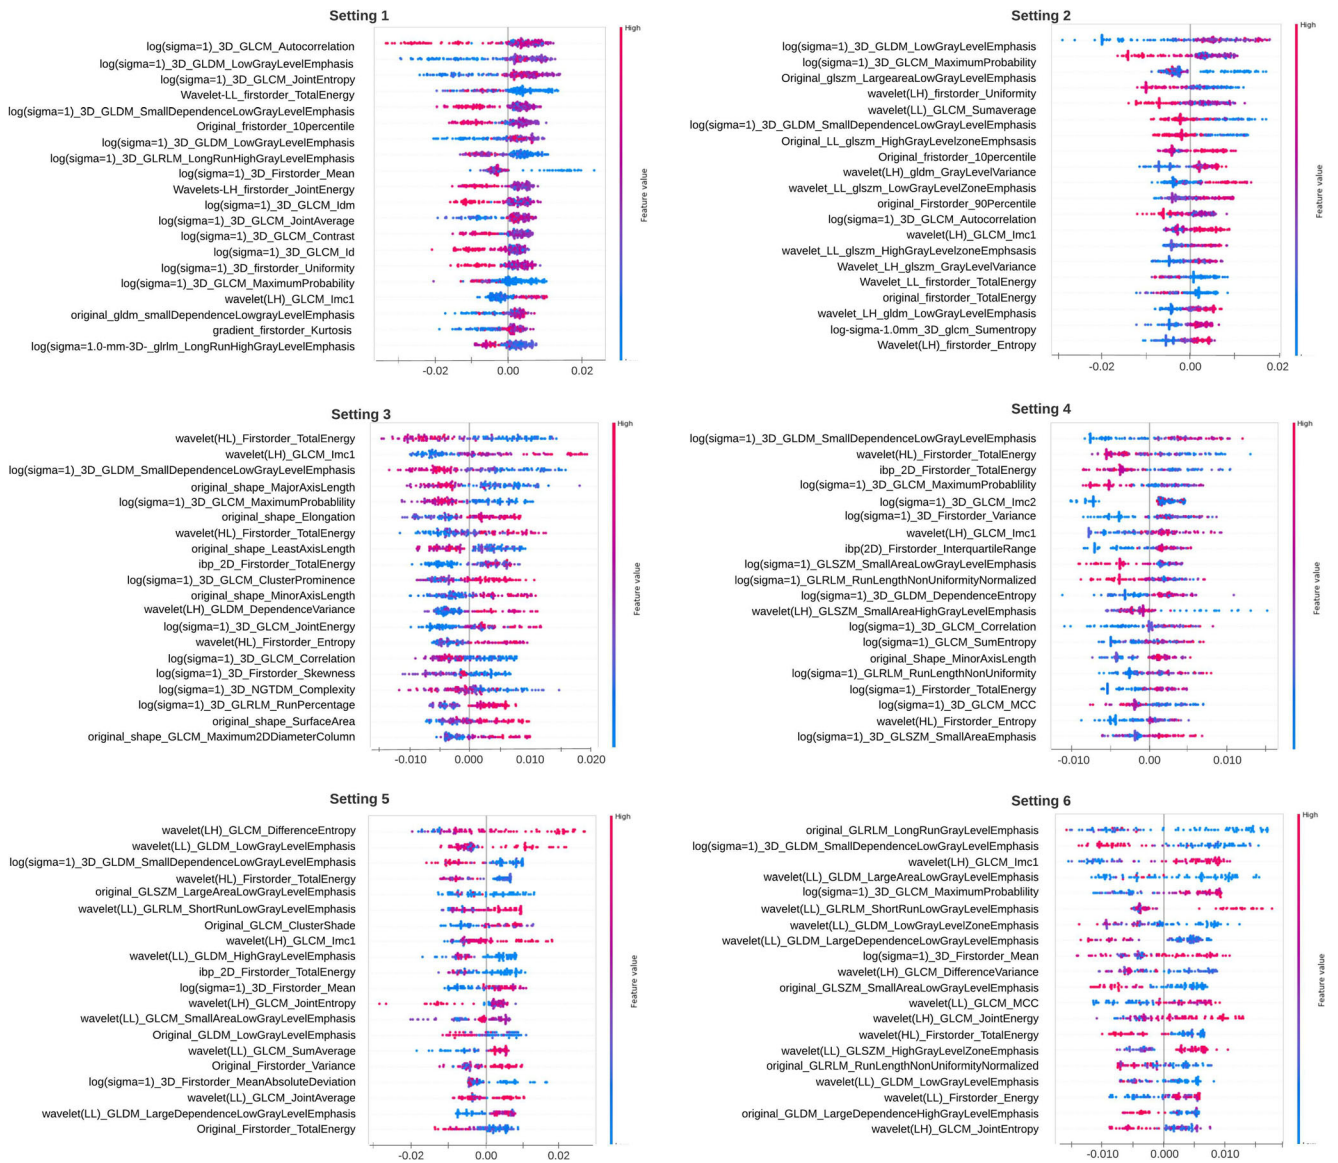 Setting 1
High
log(sigma=1)_3D_GLCM_Autocorrelation
log(sigma=1)_3D_GLDM_LowGrayLevelEmphasis
log(sigma=1)_3D_GLCM_JointEntropy
Wavelet-LL_firstorder_TotalEnergy
log(sigma=1)_3D_GLDM_SmallDependenceLowGrayLevelEmphasis
Original_fristorder_10percentile
log(sigma=1)_3D_GLDM_LowGrayLevelEmphasis
log(sigma=1)_3D_GLRLM_LongRunHighGrayLevelEmphasis
log(sigma=1)_3D_Firstorder_Mean
Wavelets-LH_firstorder_JointEnergy
log(sigma=1)_3D_GLCM_Idm
log(sigma=1)_3D_GLCM_JointAverage
log(sigma=1)_3D_GLCM_Contrast
log(sigma=1)_3D_GLCM_Id
log(sigma=1)_3D_firstorder_Uniformity
log(sigma=1)_3D_GLCM_MaximumProbability
wavelet(LH)_GLCM_Imc1
original_gldm_smallDependenceLowgrayLevelEmphasis
gradient_firstorder_Kurtosis
log(sigma=1.0-mm-3D-_glrlm_LongRunHighGrayLevelEmphasis
Feature value
-0.02 0.00 0.02
Setting 2
High
log(sigma=1)_3D_GLDM_LowGrayLevelEmphasis
log(sigma=1)_3D_GLCM_MaximumProbability
Original_glszm_LargeareaLowGrayLevelEmphasis
wavelet(LH)_firstorder_Uniformity
wavelet(LL)_GLCM_Sumaverage
log(sigma=1)_3D_GLDM_SmallDependenceLowGrayLevelEmphasis
Original_LL_glszm_HighGrayLevelzoneEmphsasis
Original_fristorder_10percentile
wavelet(LH)_gldm_GrayLevelVariance
wavelet_LL_glszm_LowGrayLevelZoneEmphasis
original_Firstorder_90Percentile
log(sigma=1)_3D_GLCM_Autocorrelation
wavelet(LH)_GLCM_Imc1
wavelet_LL_glszm_HighGrayLevelzoneEmphsasis
Wavelet_LH_glszm_GrayLevelVariance
Wavelet_LL_firstorder_TotalEnergy
original_firstorder_TotalEnergy
wavelet_LH_gldm_LowGrayLevelEmphasis
log-sigma-1.0mm_3D_glcm_Sumentropy
Wavelet(LH)_firstorder_Entropy
Feature value
-0.02 0.00 0.02
Setting 3
High
wavelet(HL)_Firstorder_TotalEnergy
wavelet(LH)_GLCM_Imc1
log(sigma=1)_3D_GLDM_SmallDependenceLowGrayLevelEmphasis
original_shape_MajorAxisLength
log(sigma=1)_3D_GLCM_MaximumProbablility
original_shape_Elongation
wavelet(HL)_Firstorder_TotalEnergy
original_shape_LeastAxisLength
ibp_2D_Firstorder_TotalEnergy
log(sigma=1)_3D_GLCM_ClusterProminence
original_shape_MinorAxisLength
wavelet(LH)_GLDM_DependenceVariance
log(sigma=1)_3D_GLCM_JointEnergy
wavelet(HL)_Firstorder_Entropy
log(sigma=1)_3D_GLCM_Correlation
log(sigma=1)_3D_Firstorder_Skewness
log(sigma=1)_3D_NGTDM_Complexity
log(sigma=1)_3D_GLRLM_RunPercentage
original_shape_SurfaceArea
original_shape_GLCM_Maximum2DDiameterColumn
Feature value
-0.010 0.000 0.010 0.020
Setting 4
High
log(sigma=1)_3D_GLDM_SmallDependenceLowGrayLevelEmphasis
wavelet(HL)_Firstorder_TotalEnergy
ibp_2D_Firstorder_TotalEnergy
log(sigma=1)_3D_GLCM_MaximumProbablility
log(sigma=1)_3D_GLCM_Imc2
log(sigma=1)_3D_Firstorder_Variance
wavelet(LH)_GLCM_Imc1
ibp(2D)_Firstorder_InterquartileRange
log(sigma=1)_GLSZM_SmallAreaLowGrayLevelEmphasis
log(sigma=1)_GLRLM_RunLengthNonUniformityNormalized
log(sigma=1)_3D_GLDM_DependenceEntropy
wavelet(LH)_GLSZM_SmallAreaHighGrayLevelEmphasis
log(sigma=1)_3D_GLCM_Correlation
log(sigma=1)_GLCM_SumEntropy
original_Shape_MinorAxisLength
log(sigma=1)_GLRLM_RunLengthNonUniformity
log(sigma=1)_Firstorder_TotalEnergy
log(sigma=1)_3D_GLCM_MCC
wavelet(HL)_Firstorder_Entropy
log(sigma=1)_3D_GLSZM_SmallAreaEmphasis
Feature value
-0.010 0.00 0.010
Setting 5
High
wavelet(LH)_GLCM_DifferenceEntropy
wavelet(LL)_GLDM_LowGrayLevelEmphasis
log(sigma=1)_3D_GLDM_SmallDependenceLowGrayLevelEmphasis
wavelet(HL)_Firstorder_TotalEnergy
original_GLSZM_LargeAreaLowGrayLevelEmphasis
wavelet(LL)_GLRLM_ShortRunLowGrayLevelEmphasis
Original_GLCM_ClusterShade
wavelet(LH)_GLCM_Imc1
wavelet(LL)_GLDM_HighGrayLevelEmphasis
ibp_2D_Firstorder_TotalEnergy
log(sigma=1)_3D_Firstorder_Mean
wavelet(LH)_GLCM_JointEntropy
wavelet(LL)_GLCM_SmallAreaLowGrayLevelEmphasis
Original_GLDM_LowGrayLevelEmphasis
wavelet(LL)_GLCM_SumAverage
Original_Firstorder_Variance
log(sigma=1)_3D_Firstorder_MeanAbsoluteDeviation
wavelet(LL)_GLCM_JointAverage
wavelet(LL)_GLDM_LargeDependenceLowGrayLevelEmphasis
Original_Firstorder_TotalEnergy
Feature value
-0.02 0.00 0.02
Setting 6
High
original_GLRLM_LongRunGrayLevelEmphasis
log(sigma=1)_3D_GLDM_SmallDependenceLowGrayLevelEmphasis
wavelet(LH)_GLCM_Imc1
wavelet(LL)_GLDM_LargeAreaLowGrayLevelEmphasis
log(sigma=1)_3D_GLCM_MaximumProbablility
wavelet(LL)_GLRLM_ShortRunLowGrayLevelEmphasis
wavelet(LL)_GLDM_LowGrayLevelZoneEmphasis
wavelet(LL)_GLDM_LargeDependenceLowGrayLevelEmphasis
log(sigma=1)_3D_Firstorder_Mean
wavelet(LH)_GLCM_DifferenceVariance
original_GLSZM_SmallAreaLowGrayLevelEmphasis
wavelet(LL)_GLCM_MCC
wavelet(LH)_GLCM_JointEnergy
wavelet(HL)_Firstorder_TotalEnergy
wavelet(LL)_GLSZM_HighGrayLevelZoneEmphasis
original_GLRLM_RunLengthNonUniformityNormalized
wavelet(LL)_GLDM_LowGrayLevelEmphasis
wavelet(LL)_Firstorder_Energy
original_GLDM_LargeDependenceHighGrayLevelEmphasis
wavelet(LH)_GLCM_JointEntropy
Feature value
-0.010 0.000 0.010